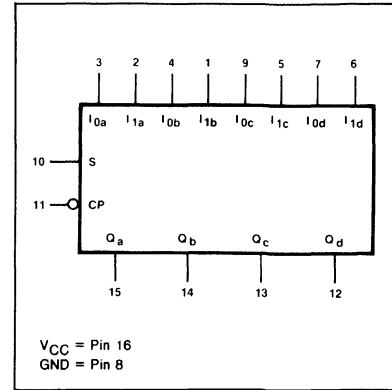 3 2 4 1 9 5 7 6
I0a I1a I0b I1b I0c I1c I0d I1d
10 S
11 CP
Qa Qb Qc Qd
15 14 13 12
VCC = Pin 16
GND = Pin 8